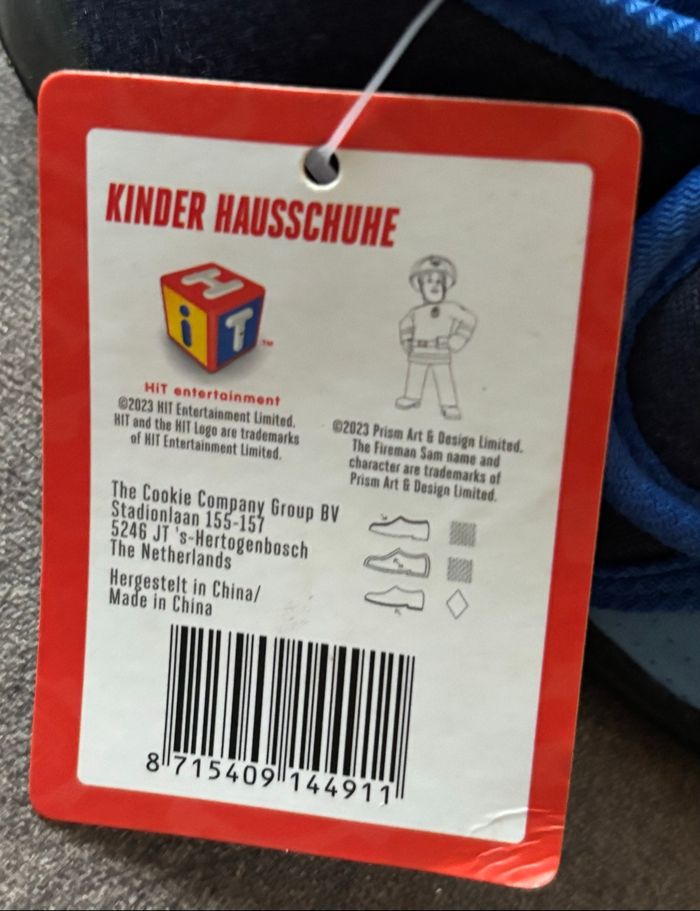 KINDER HAUSSCHUHE
HiT
TM
HiT entertainment
©2023 HIT Entertainment Limited.
HIT and the HIT Logo are trademarks
of HIT Entertainment Limited.
©2023 Prism Art & Design Limited.
The Fireman Sam name and
character are trademarks of
Prism Art & Design Limited.
The Cookie Company Group BV
Stadionlaan 155-157
5246 JT 's-Hertogenbosch
The Netherlands
Hergestelt in China/
Made in China
8 715409 144911